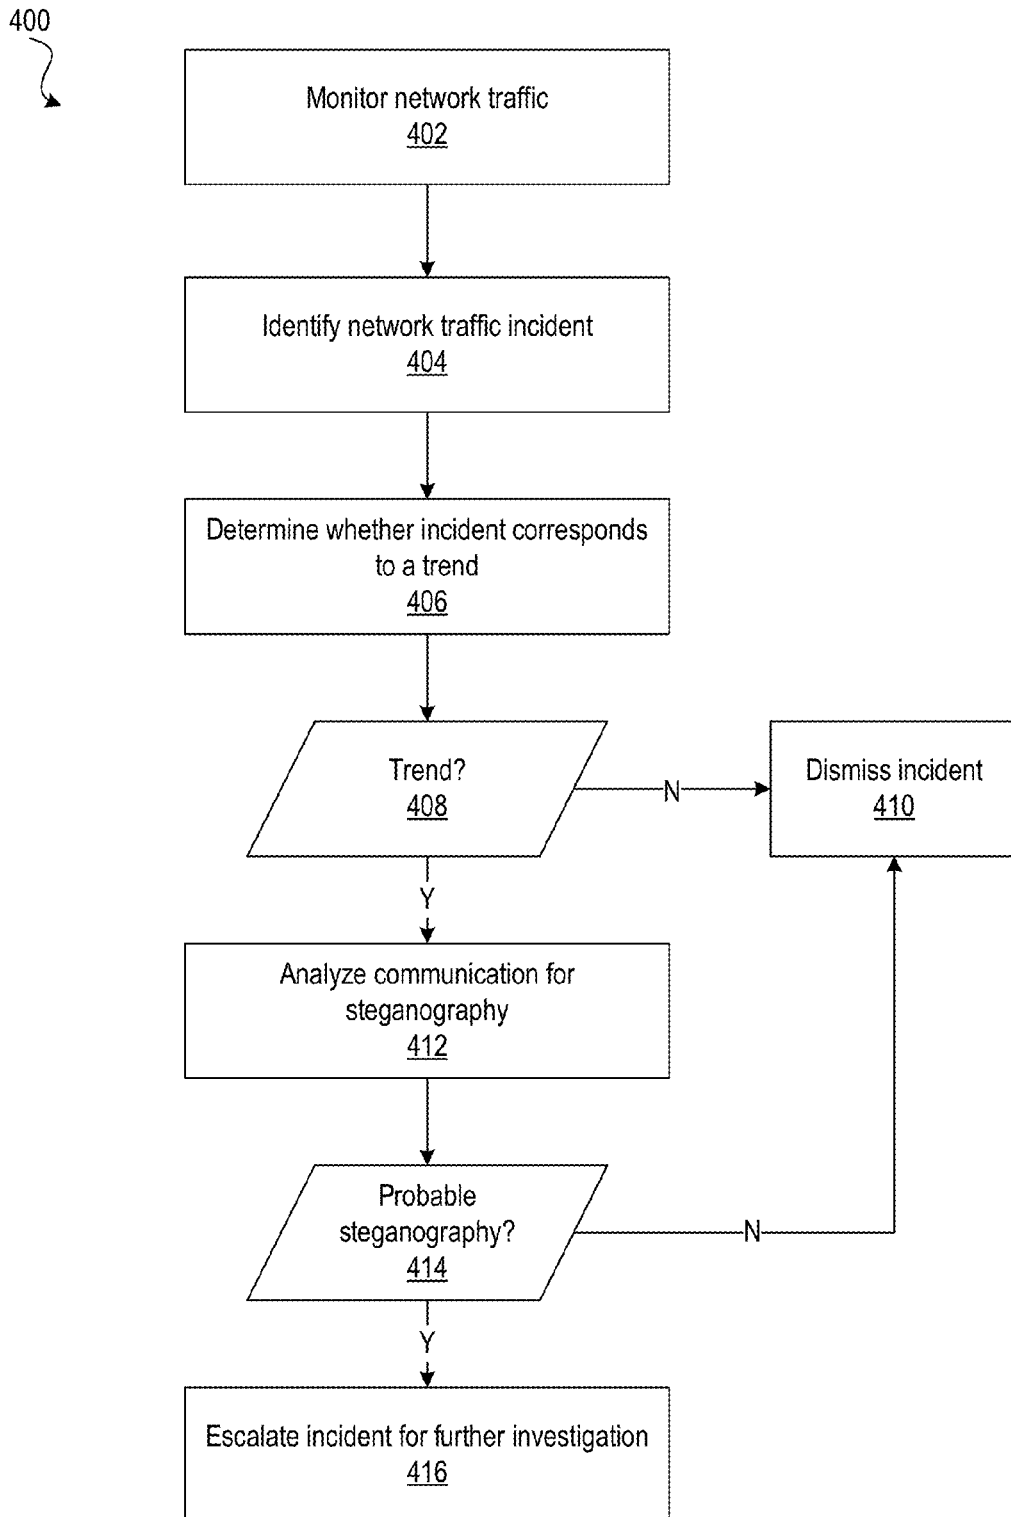 400
Monitor network traffic
402
Identify network traffic incident
404
Determine whether incident corresponds
to a trend
406
Trend?
408
N
Dismiss incident
410
Y
Analyze communication for
steganography
412
Probable
steganography?
414
N
Y
Escalate incident for further investigation
416